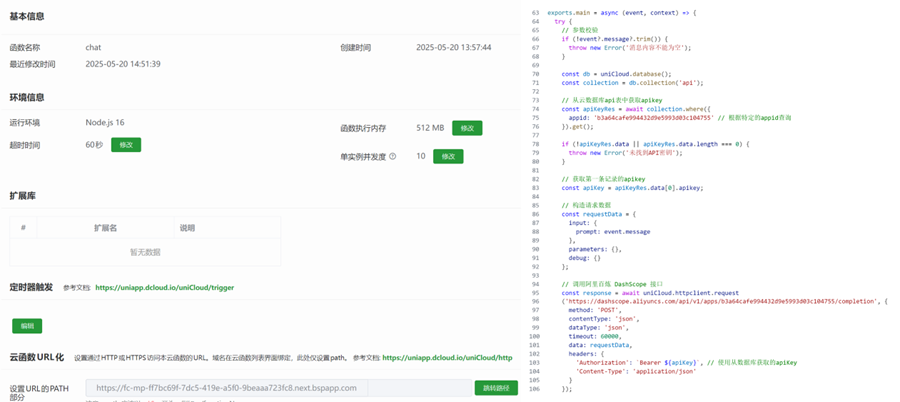 基本信息
函数名称 chat 创建时间 2025-05-20 13:57:44
最近修改时间 2025-05-20 14:51:39
环境信息
运行环境 Node.js 16 函数执行内存 512 MB 修改
超时时间 60秒 修改 单实例并发度 10 修改
扩展库
# 扩展名 说明
暂无数据
定时器触发 参考文档: https://uniapp.dcloud.io/uniCloud/trigger
编辑
云函数URL化 设置通过HTTP或HTTPS访问本云函数的URL。域名在云函数列表界面绑定,此处仅设置path。 参考文档: https://uniapp.dcloud.io/uniCloud/http
设置URL的PATH部分 https://fc-mp-ff7bc69f-7dc5-419e-a5f0-9beaaa723fc8.next.bspapp.com 跳转路径
63 exports.main = async (event, context) => {
64 try {
65 // 参数校验
66 if (!event?.message?.trim()) {
67 throw new Error('消息内容不能为空');
68 }
69
70 const db = uniCloud.database();
71 const collection = db.collection('api');
72
73
74 // 从云数据库api表中获取apikey
74 const apiKeyRes = await collection.where({
75 appid: 'b3a64cafe994432d9e5993d03c104755' // 根据特定的appid查询
76 }).get();
77
78 if (!apiKeyRes.data || apiKeyRes.data.length === 0) {
79 throw new Error('未找到API密钥');
80 }
81
82 // 获取第一条记录的apikey
83 const apiKey = apiKeyRes.data[0].apikey;
84
85 // 构造请求数据
86 const requestData = {
87 input: {
88 prompt: event.message
89 },
90 parameters: {},
91 debug: {}
92 };
93
94 // 调用阿里百炼 DashScope 接口
95 const response = await uniCloud.httpclient.request
96 ('https://dashscope.aliyuncs.com/api/v1/apps/b3a64cafe994432d9e5993d03c104755/completion', {
97 method: 'POST',
98 contentType: 'json',
99 dataType: 'json',
100 timeout: 60000,
101 data: requestData,
102 headers: {
103 'Authorization': `Bearer ${apiKey}`, // 使用从数据库获取的apiKey
104 'Content-Type': 'application/json'
105 }
106 });